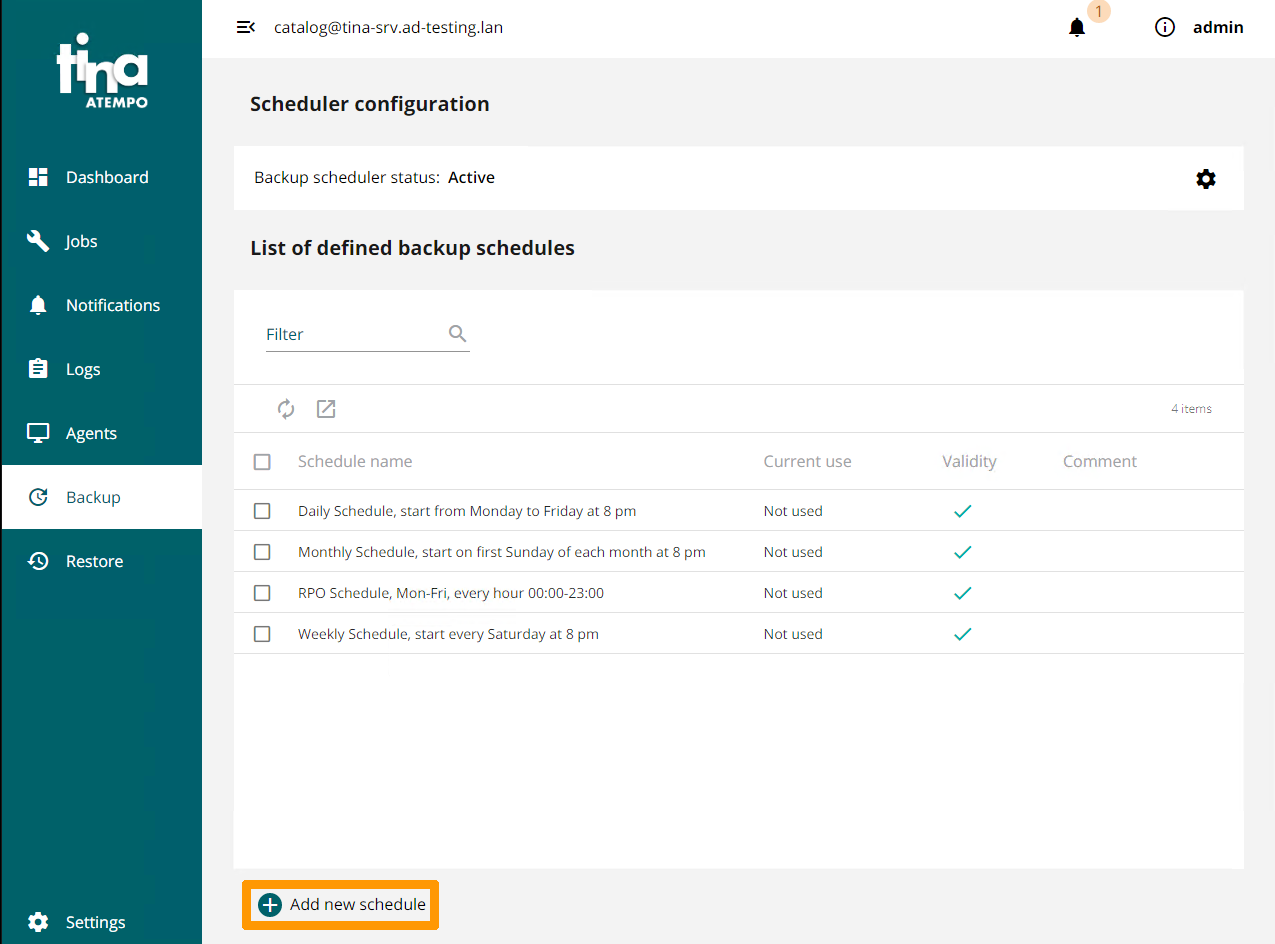 tina
ATEMPO
Dashboard
Jobs
Notifications
Logs
Agents
Backup
Restore
Settings
catalog@tina-srv.ad-testing.lan
1
admin
Scheduler configuration
Backup scheduler status: Active
List of defined backup schedules
Filter
4 items
Schedule name Current use Validity Comment
Daily Schedule, start from Monday to Friday at 8 pm Not used
Monthly Schedule, start on first Sunday of each month at 8 pm Not used
RPO Schedule, Mon-Fri, every hour 00:00-23:00 Not used
Weekly Schedule, start every Saturday at 8 pm Not used
Add new schedule